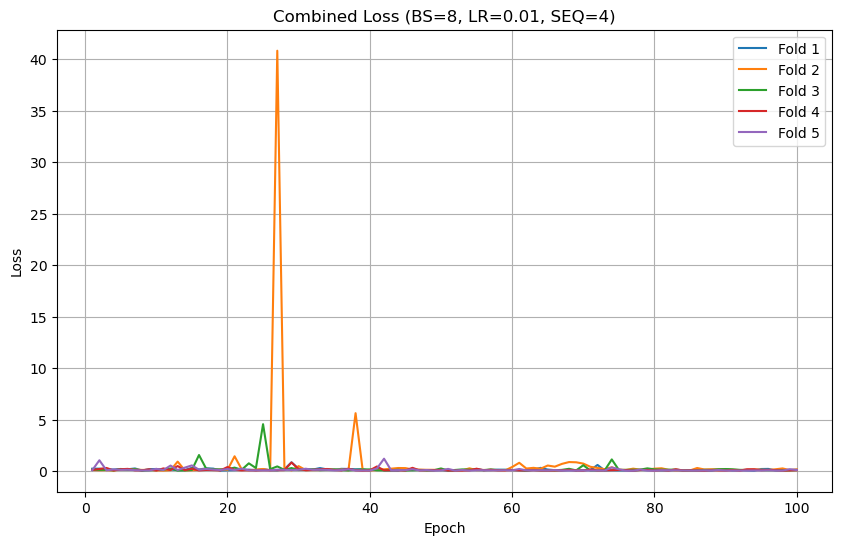 Combined Loss (BS=8, LR=0.01, SEQ=4)
Fold 1
Fold 2
Fold 3
Fold 4
Fold 5
40
35
30
25
20
15
10
5
0
Loss
0 20 40 60 80 100
Epoch